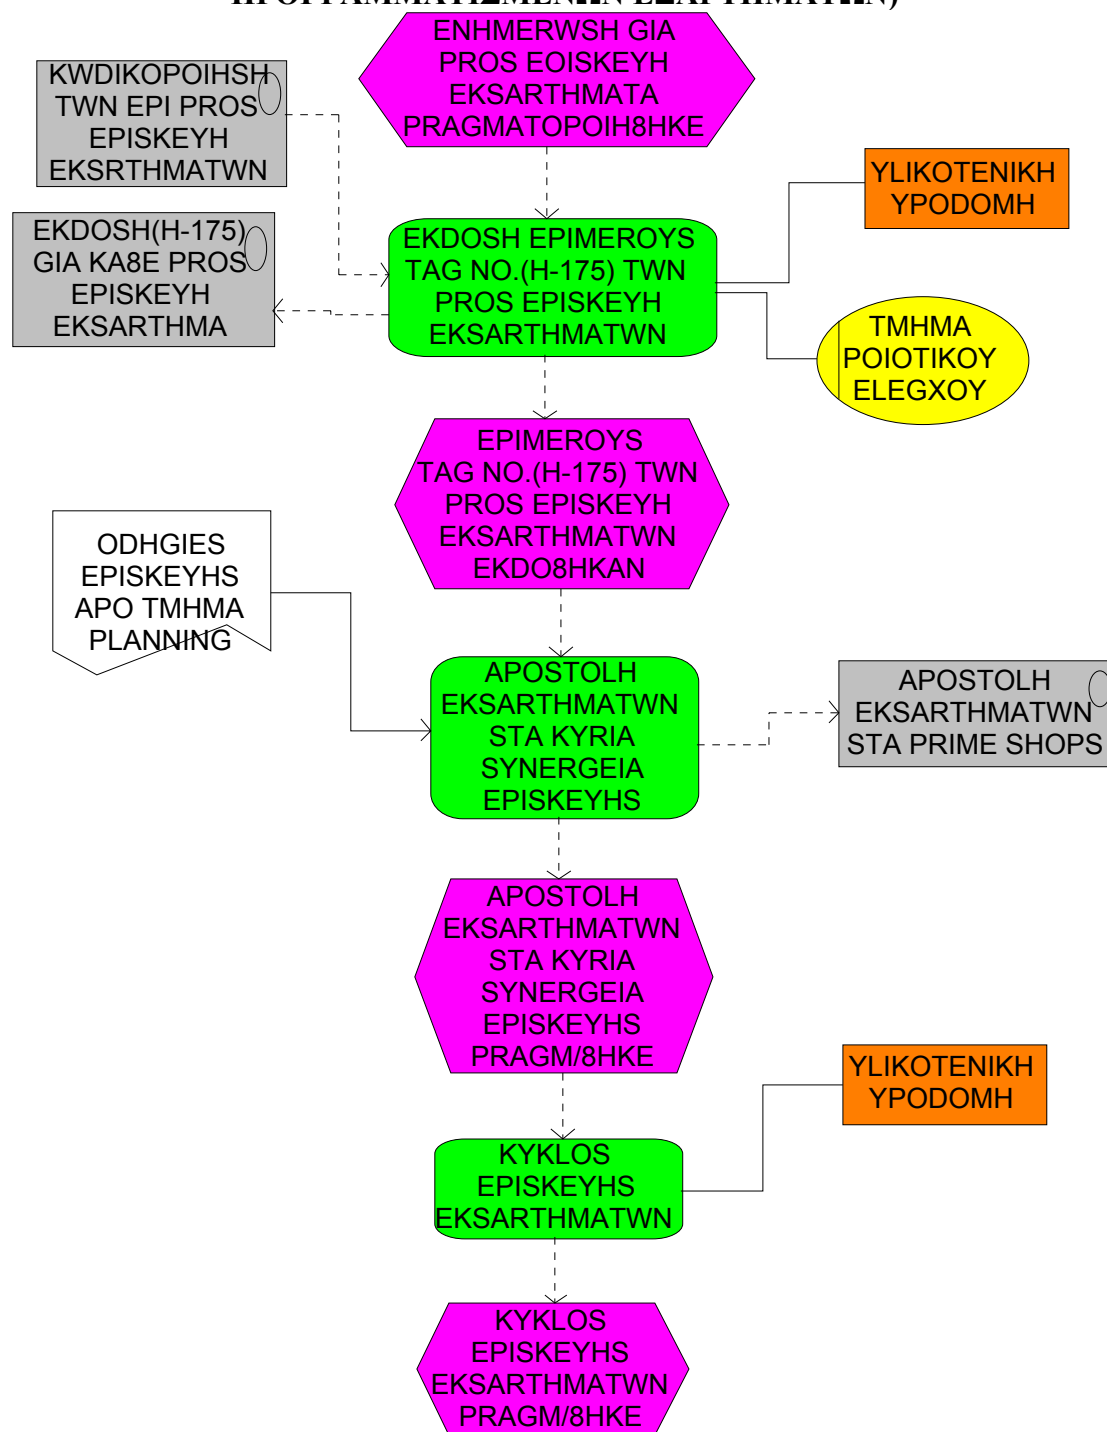 ΠΡΟΓΡΑΜΜΑΤΙΣΜΕΝΩΝ ΕΞΑΡΤΗΜΑΤΩΝ)
ENHMERWSH GIA
PROS EOISKEYH
EKSARTHMATA
PRAGMATOPOIH8HKE
KWDIKOPOIHSH
TWN EPI PROS
EPISKEYH
EKSRTHMATWN
YLIKOTENIKH
YPODOMH
EKDOSH(H-175)
GIA KA8E PROS
EPISKEYH
EKSARTHMA
EKDOSH EPIMEROYS
TAG NO.(H-175) TWN
PROS EPISKEYH
EKSARTHMATWN
TMHMA
POIOTIKOY
ELEGXOY
EPIMEROYS
TAG NO.(H-175) TWN
PROS EPISKEYH
EKSARTHMATWN
EKDO8HKAN
ODHGIES
EPISKEYHS
APO TMHMA
PLANNING
APOSTOLH
EKSARTHMATWN
STA KYRIA
SYNERGEIA
EPISKEYHS
APOSTOLH
EKSARTHMATWN
STA PRIME SHOPS
APOSTOLH
EKSARTHMATWN
STA KYRIA
SYNERGEIA
EPISKEYHS
PRAGM/8HKE
YLIKOTENIKH
YPODOMH
KYKLOS
EPISKEYHS
EKSARTHMATWN
KYKLOS
EPISKEYHS
EKSARTHMATWN
PRAGM/8HKE